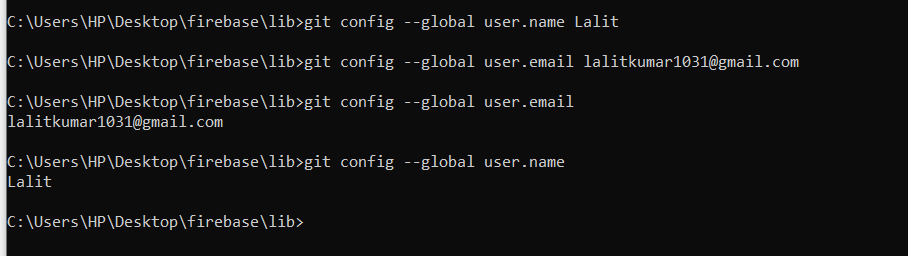 C:\Users\HP\Desktop\firebase\lib>git config --global user.name Lalit
C:\Users\HP\Desktop\firebase\lib>git config --global user.email lalitkumar1031@gmail.com
C:\Users\HP\Desktop\firebase\lib>git config --global user.email
lalitkumar1031@gmail.com
C:\Users\HP\Desktop\firebase\lib>git config --global user.name
Lalit
C:\Users\HP\Desktop\firebase\lib>